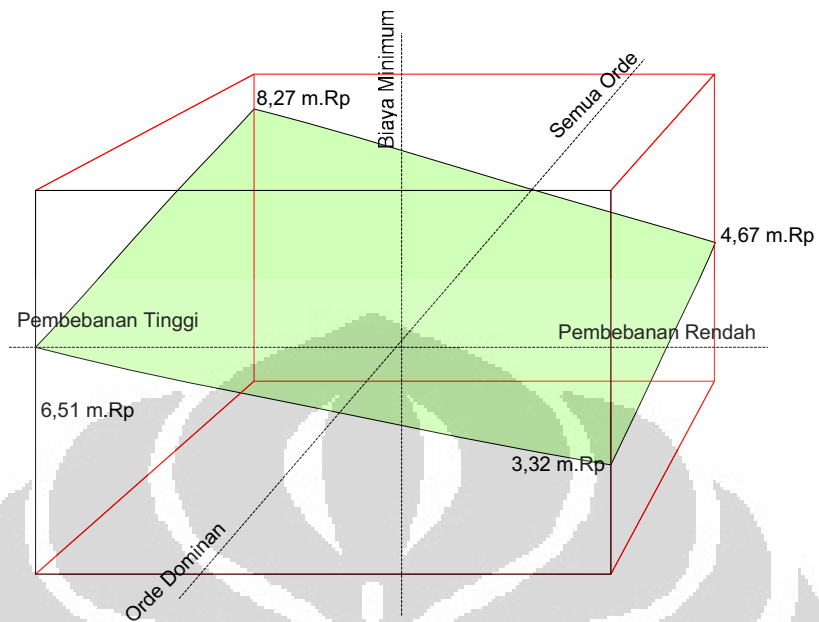 Biaya Minimum
Semua Orde
8,27 m.Rp
4,67 m.Rp
Pembebanan Tinggi
Pembebanan Rendah
6,51 m.Rp
3,32 m.Rp
Orde Dominan